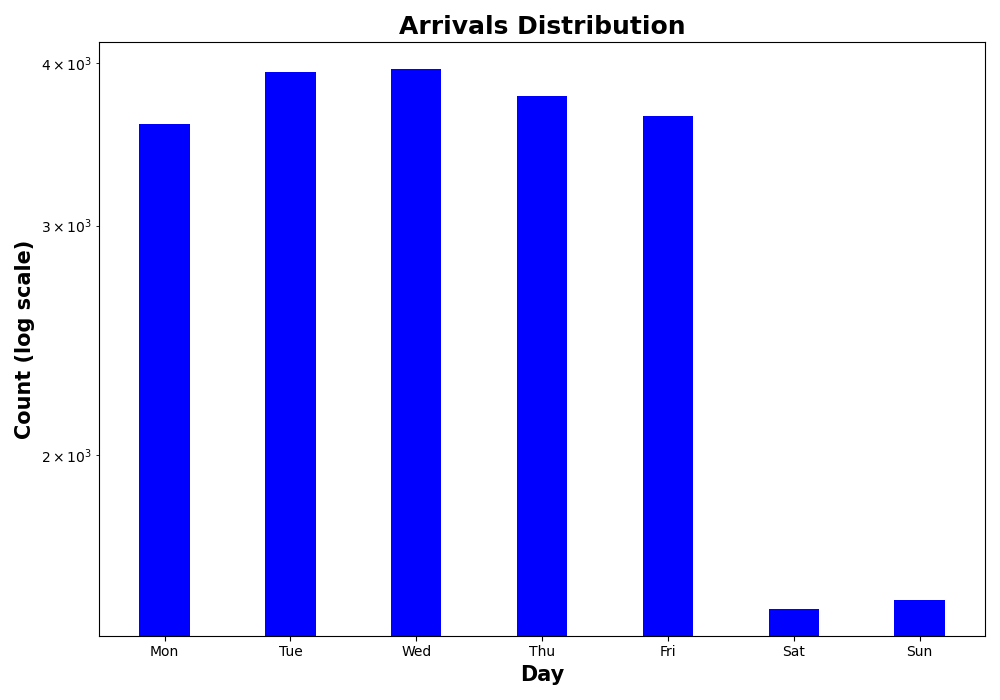 Arrivals Distribution
Count (log scale)
4 × 10³
3 × 10³
2 × 10³
Mon Tue Wed Thu Fri Sat Sun
Day